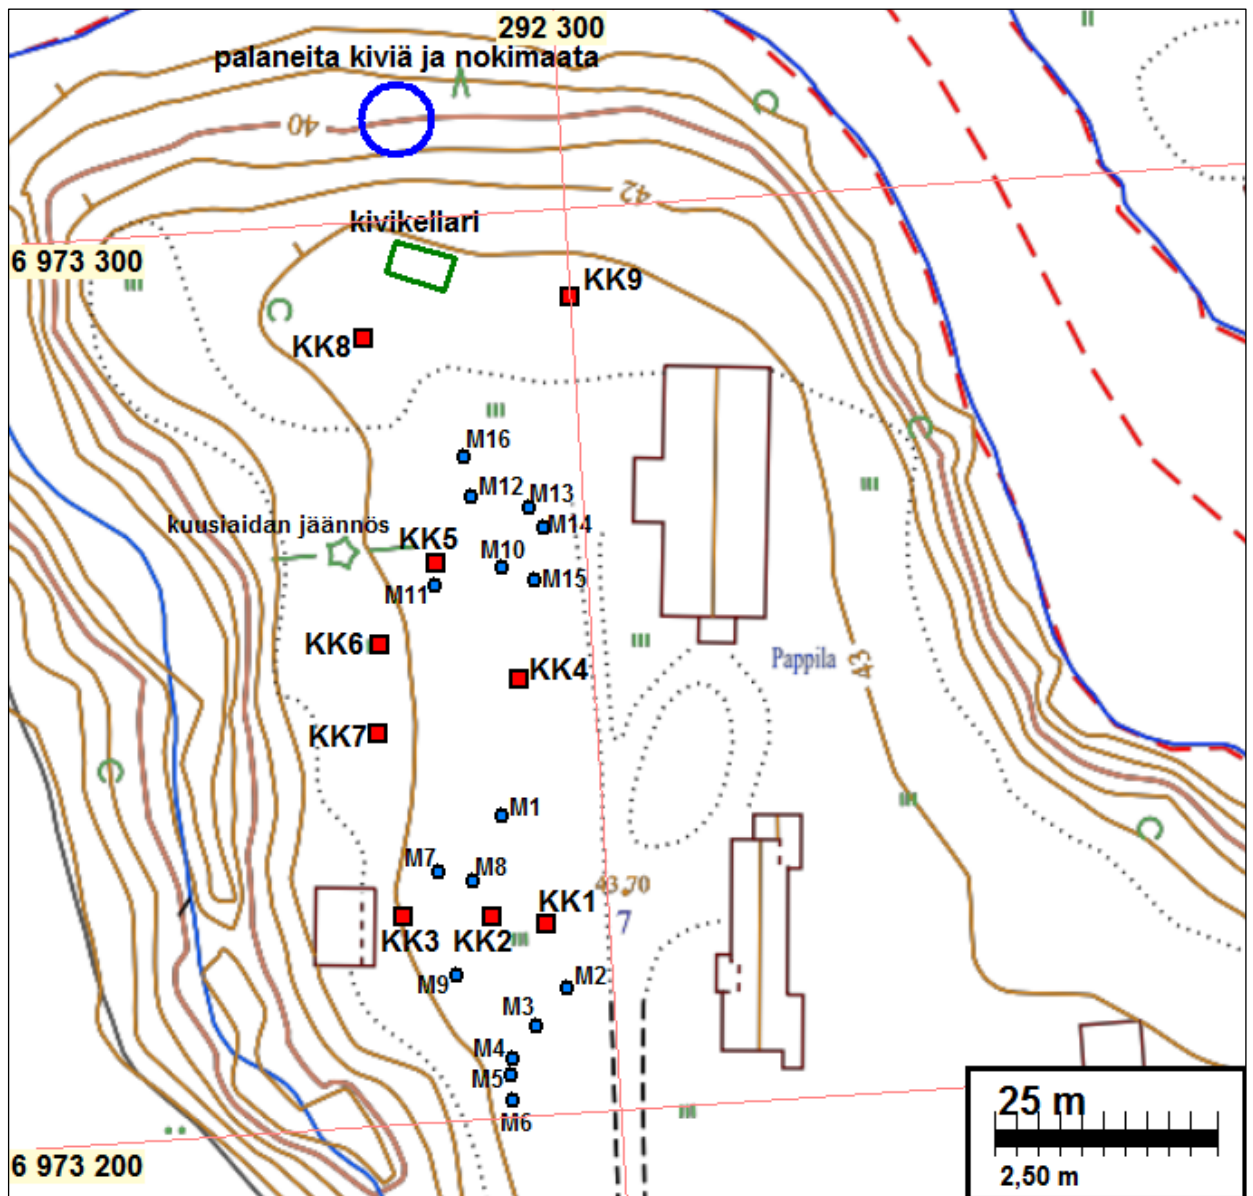 292 300
palaneita kiviä ja nokimaata
40
42
kivikellari
6 973 300
KK9
KK8
M16
M12
M13
M14
kuusiaidan jäännös
KK5
M10
M15
M11
KK6
KK4
Pappila
43
KK7
M1
M7
M8
43.70
KK1
7
KK3
KK2
M9
M2
M3
M4
M5
M6
25 m
6 973 200
2,50 m